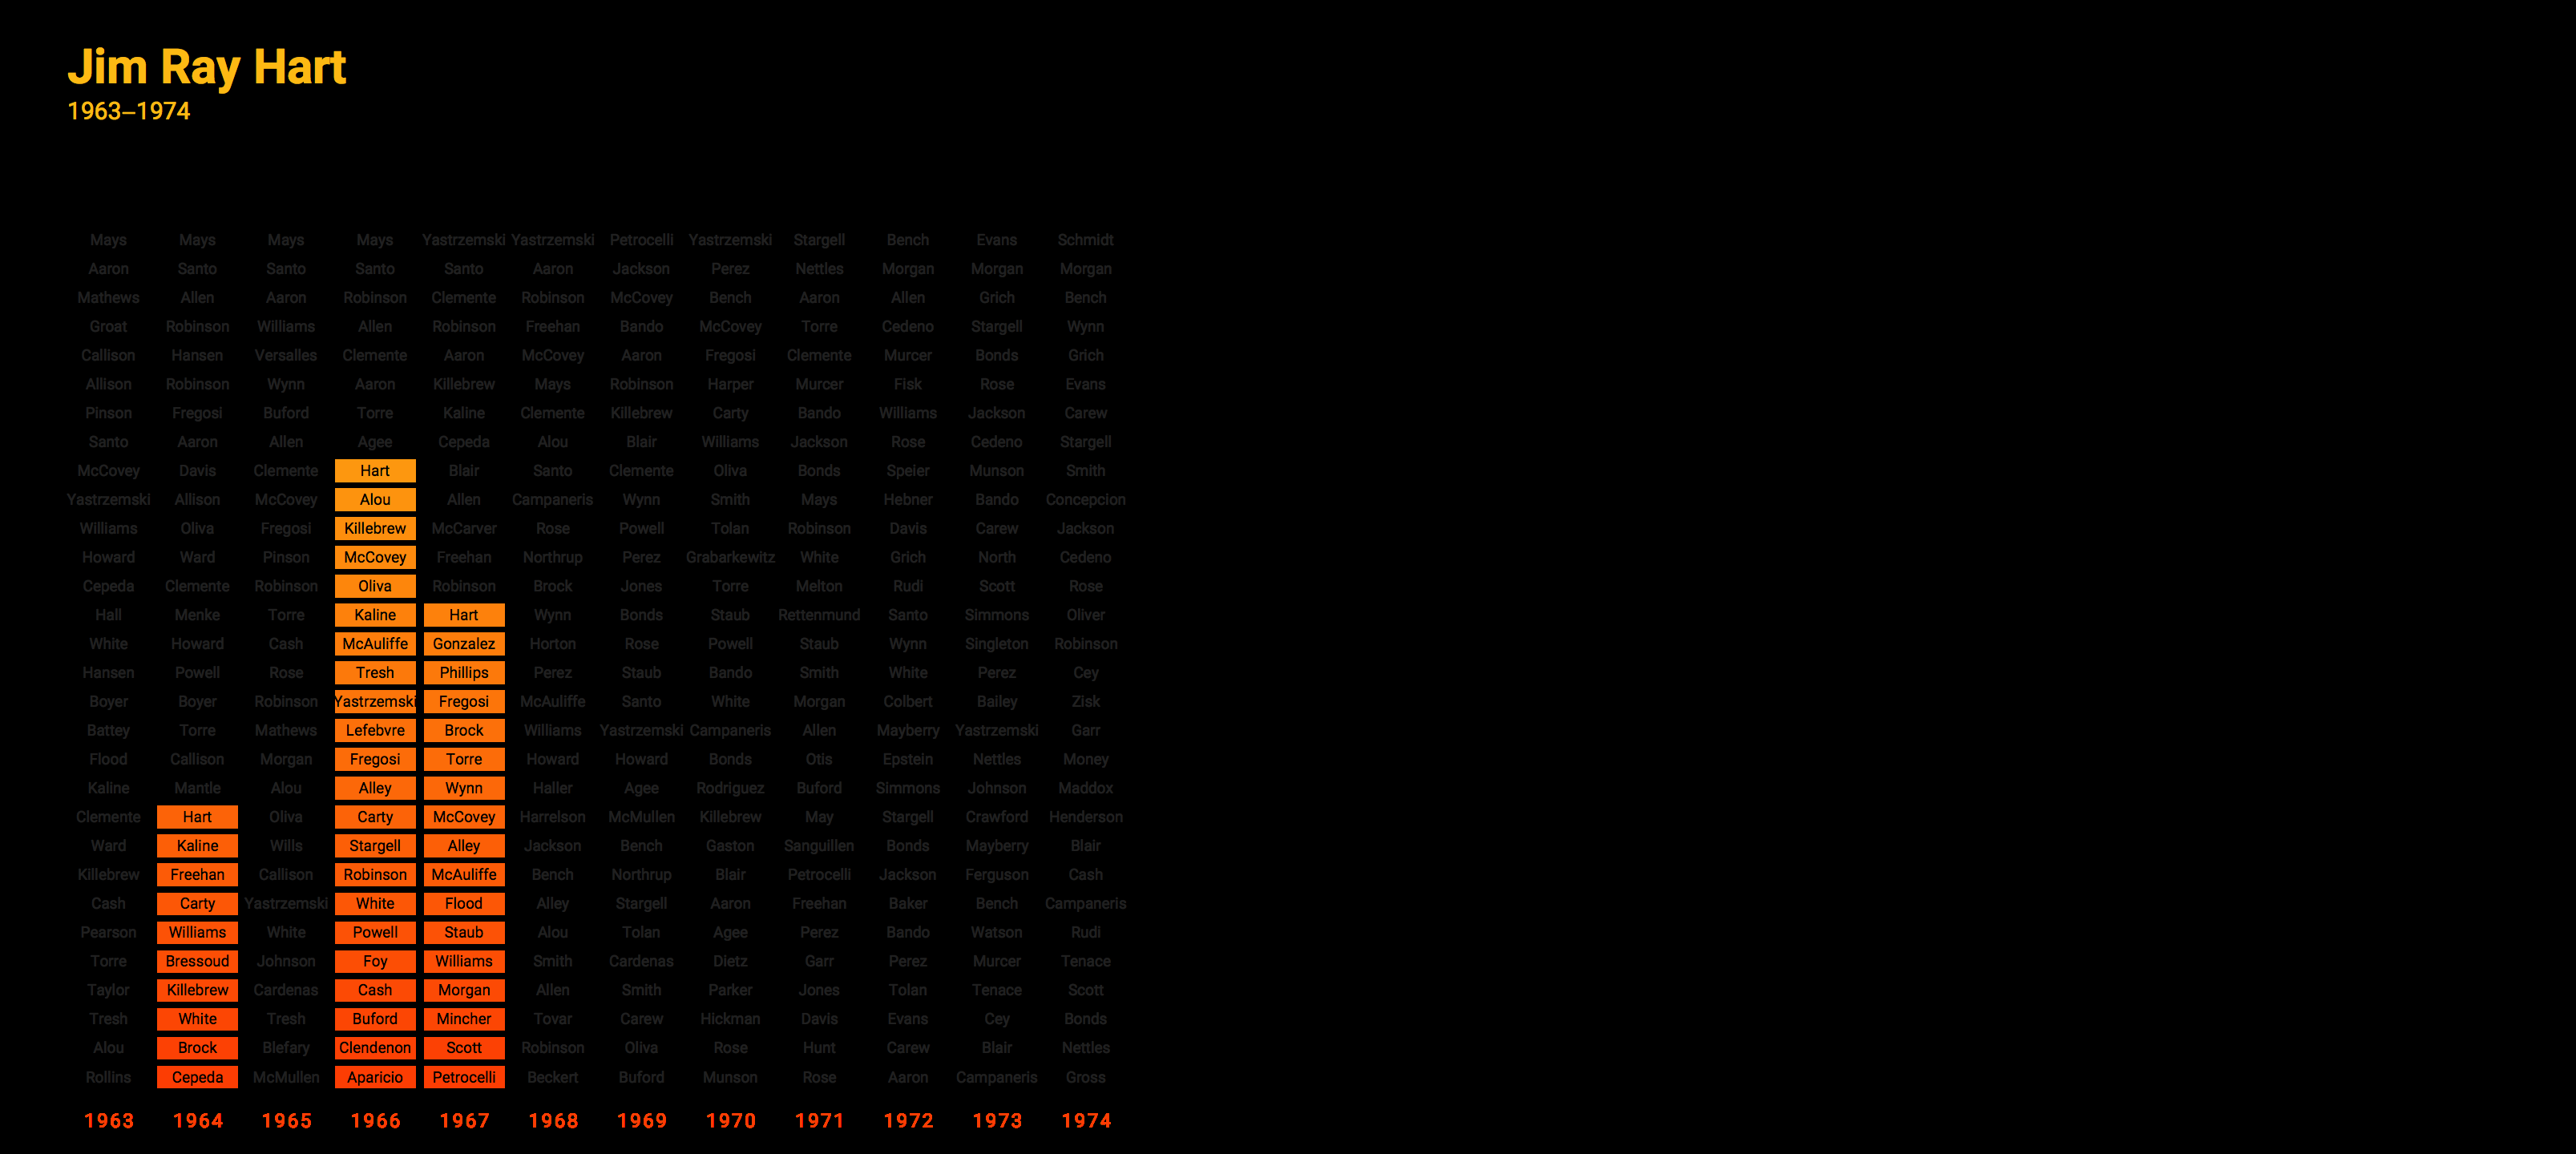 Jim Ray Hart
1963–1974
Mays Mays Mays Mays Yastrzemski Yastrzemski Petrocelli Yastrzemski Stargell Bench Evans Schmidt
Aaron Santo Santo Santo Santo Aaron Jackson Perez Nettles Morgan Morgan Morgan
Mathews Allen Aaron Robinson Clemente Robinson McCovey Bench Aaron Allen Grich Bench
Groat Robinson Williams Allen Robinson Freehan Bando McCovey Torre Cedeno Stargell Wynn
Callison Hansen Versalles Clemente Aaron McCovey Aaron Fregosi Clemente Murcer Bonds Grich
Allison Robinson Wynn Aaron Killebrew Mays Robinson Harper Murcer Fisk Rose Evans
Pinson Fregosi Buford Torre Kaline Clemente Killebrew Carty Bando Williams Jackson Carew
Santo Aaron Allen Agee Cepeda Alou Blair Williams Jackson Rose Cedeno Stargell
McCovey Davis Clemente Hart Blair Santo Clemente Oliva Bonds Speier Munson Smith
Yastrzemski Allison McCovey Alou Allen Campaneris Wynn Smith Mays Hebner Bando Concepcion
Williams Oliva Fregosi Killebrew McCarver Rose Powell Tolan Robinson Davis Carew Jackson
Howard Ward Pinson McCovey Freehan Northrup Perez Grabarkewitz White Grich North Cedeno
Cepeda Clemente Robinson Oliva Robinson Brock Jones Torre Melton Rudi Scott Rose
Hall Menke Torre Kaline Hart Wynn Bonds Staub Rettenmund Santo Simmons Oliver
White Howard Cash McAuliffe Gonzalez Horton Rose Powell Staub Wynn Singleton Robinson
Hansen Powell Rose Tresh Phillips Perez Staub Bando Smith White Perez Cey
Boyer Boyer Robinson Yastrzemski Fregosi McAuliffe Santo White Morgan Colbert Bailey Zisk
Battey Torre Mathews Lefebvre Brock Williams Yastrzemski Campaneris Allen Mayberry Yastrzemski Garr
Flood Callison Morgan Fregosi Torre Howard Howard Bonds Otis Epstein Nettles Money
Kaline Mantle Alou Alley Wynn Haller Agee Rodriguez Buford Simmons Johnson Maddox
Clemente Hart Oliva Carty McCovey Harrelson McMullen Killebrew May Stargell Crawford Henderson
Ward Kaline Wills Stargell Alley Jackson Bench Gaston Sanguillen Bonds Mayberry Blair
Killebrew Freehan Callison Robinson McAuliffe Bench Northrup Blair Petrocelli Jackson Ferguson Cash
Cash Carty Yastrzemski White Flood Alley Stargell Aaron Freehan Baker Bench Campaneris
Pearson Williams White Powell Staub Alou Tolan Agee Perez Bando Watson Rudi
Torre Bressoud Johnson Foy Williams Smith Cardenas Dietz Garr Perez Murcer Tenace
Taylor Killebrew Cardenas Cash Morgan Allen Smith Parker Jones Tolan Tenace Scott
Tresh White Tresh Buford Mincher Tovar Carew Hickman Davis Evans Cey Bonds
Alou Brock Blefary Clendenon Scott Robinson Oliva Rose Hunt Carew Blair Nettles
Rollins Cepeda McMullen Aparicio Petrocelli Beckert Buford Munson Rose Aaron Campaneris Gross
1963 1964 1965 1966 1967 1968 1969 1970 1971 1972 1973 1974